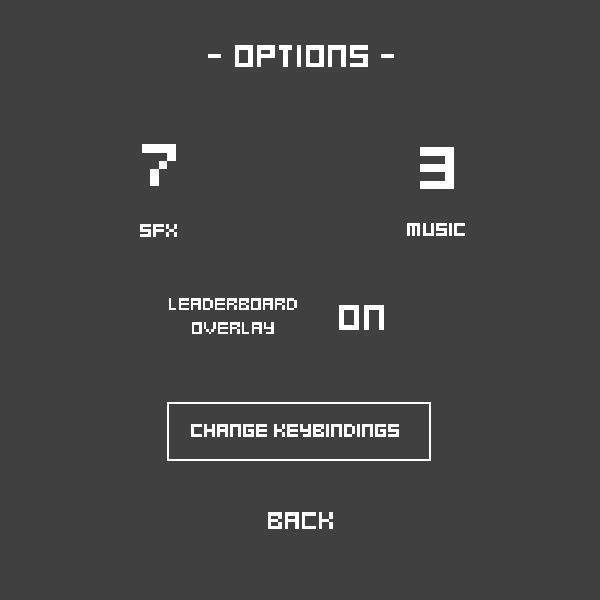 - OPTIONS -
7 3
SFX MUSIC
LEADERBOARD
OVERLAY ON
CHANGE KEYBINDINGS
BACK